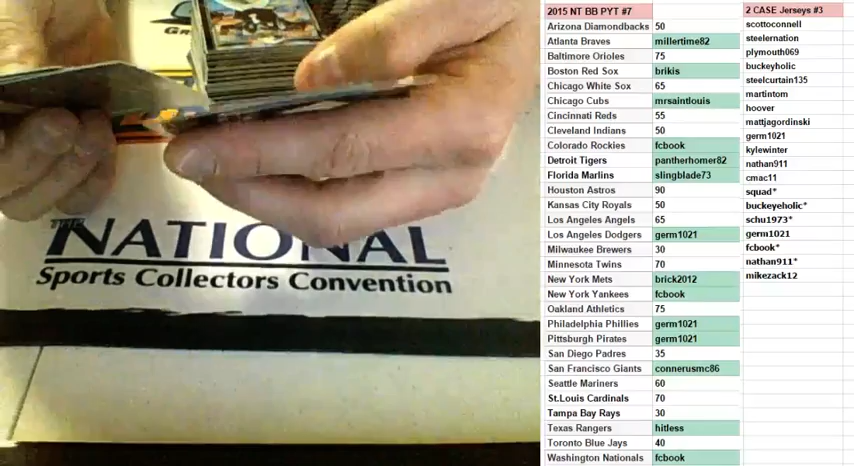 THE
NATIONAL
Sports Collectors Convention
2015 NT BB PYT #7
Arizona Diamondbacks 50
Atlanta Braves millertime82
Baltimore Orioles 75
Boston Red Sox brikis
Chicago White Sox 65
Chicago Cubs mrsaintlouis
Cincinnati Reds 55
Cleveland Indians 50
Colorado Rockies fcbook
Detroit Tigers pantherhomer82
Florida Marlins slingblade73
Houston Astros 90
Kansas City Royals 50
Los Angeles Angels 65
Los Angeles Dodgers germ1021
Milwaukee Brewers 30
Minnesota Twins 70
New York Mets brick2012
New York Yankees fcbook
Oakland Athletics 75
Philadelphia Phillies germ1021
Pittsburgh Pirates germ1021
San Diego Padres 35
San Francisco Giants connerusmc86
Seattle Mariners 60
St.Louis Cardinals 70
Tampa Bay Rays 30
Texas Rangers hitless
Toronto Blue Jays 40
Washington Nationals fcbook
2 CASE Jerseys #3
scottoconnell
steelernation
plymouth069
buckeyholic
steelcurtain135
martintom
hoover
mattjagordinski
germ1021
kylewinter
nathan911
cmac11
squad*
buckeyeholic*
schu1973*
germ1021
fcbook*
nathan911*
mikezack12